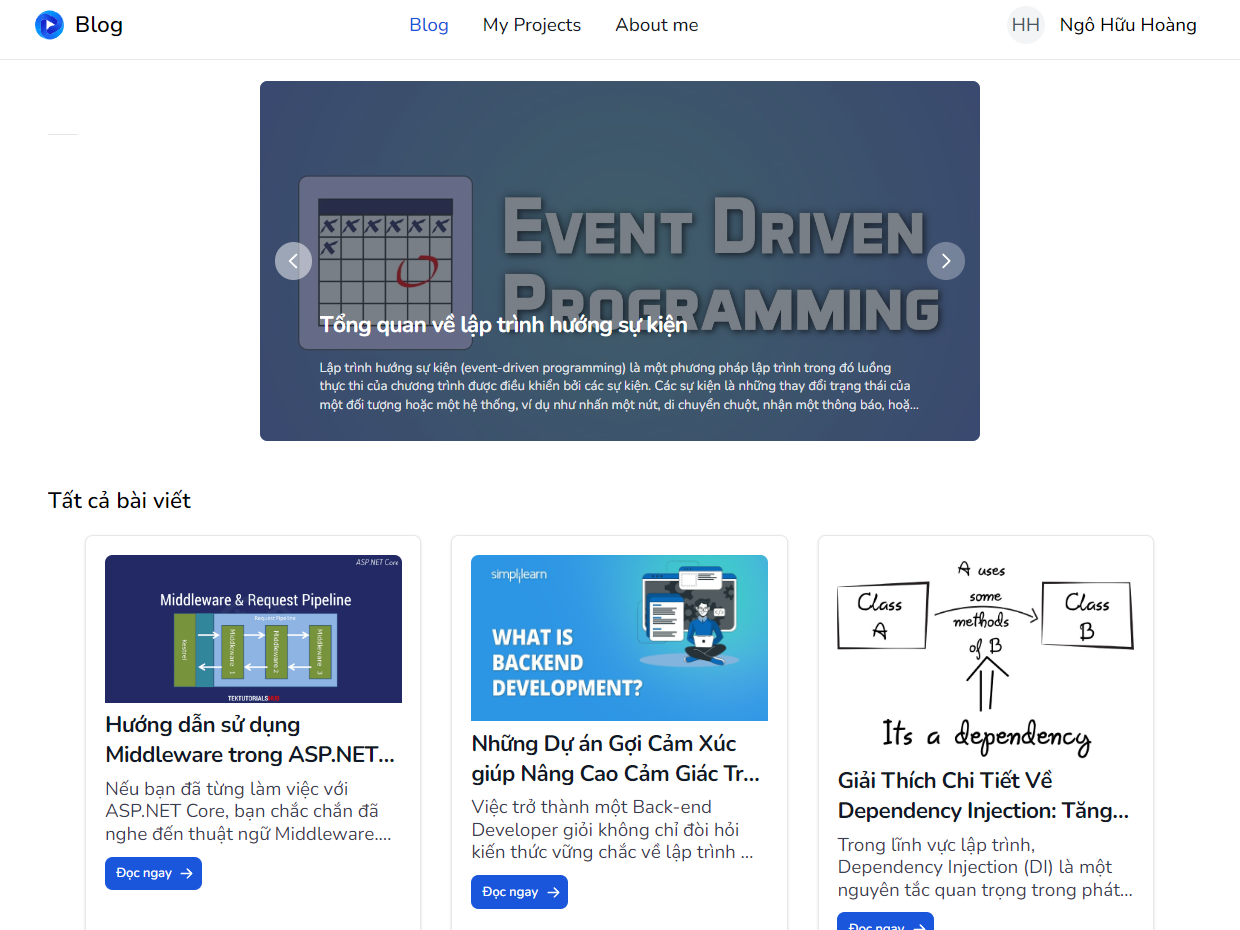 Blog
Blog
My Projects
About me
HH
Ngô Hữu Hoàng
EVENT DRIVEN
PROGRAMMING
Tổng quan về lập trình hướng sự kiện
Lập trình hướng sự kiện (event-driven programming) là một phương pháp lập trình trong đó luồng
thực thi của chương trình được điều khiển bởi các sự kiện. Các sự kiện là những thay đổi trạng thái của
một đối tượng hoặc một hệ thống, ví dụ như nhấn một nút, di chuyển chuột, nhận một thông báo, hoặ...
Tất cả bài viết
ASP.NET Core
Middleware & Request Pipeline
Request Pipeline
Kestrel
Middleware 1
Middleware 2
Middleware 3
TEKTUTORIALSHUB
Hướng dẫn sử dụng
Middleware trong ASP.NET...
Nếu bạn đã từng làm việc với
ASP.NET Core, bạn chắc chắn đã
nghe đến thuật ngữ Middleware....
Đọc ngay →
simplilearn
WHAT IS
BACKEND
DEVELOPMENT?
Những Dự án Gợi Cảm Xúc
giúp Nâng Cao Cảm Giác Tr...
Việc trở thành một Back-end
Developer giỏi không chỉ đòi hỏi
kiến thức vững chắc về lập trình ...
Đọc ngay →
Class
A
A uses
some
methods
of B
Class
B
Its a dependency
Giải Thích Chi Tiết Về
Dependency Injection: Tăng...
Trong lĩnh vực lập trình,
Dependency Injection (DI) là một
nguyên tắc quan trọng trong phát...
Đọc ngay →